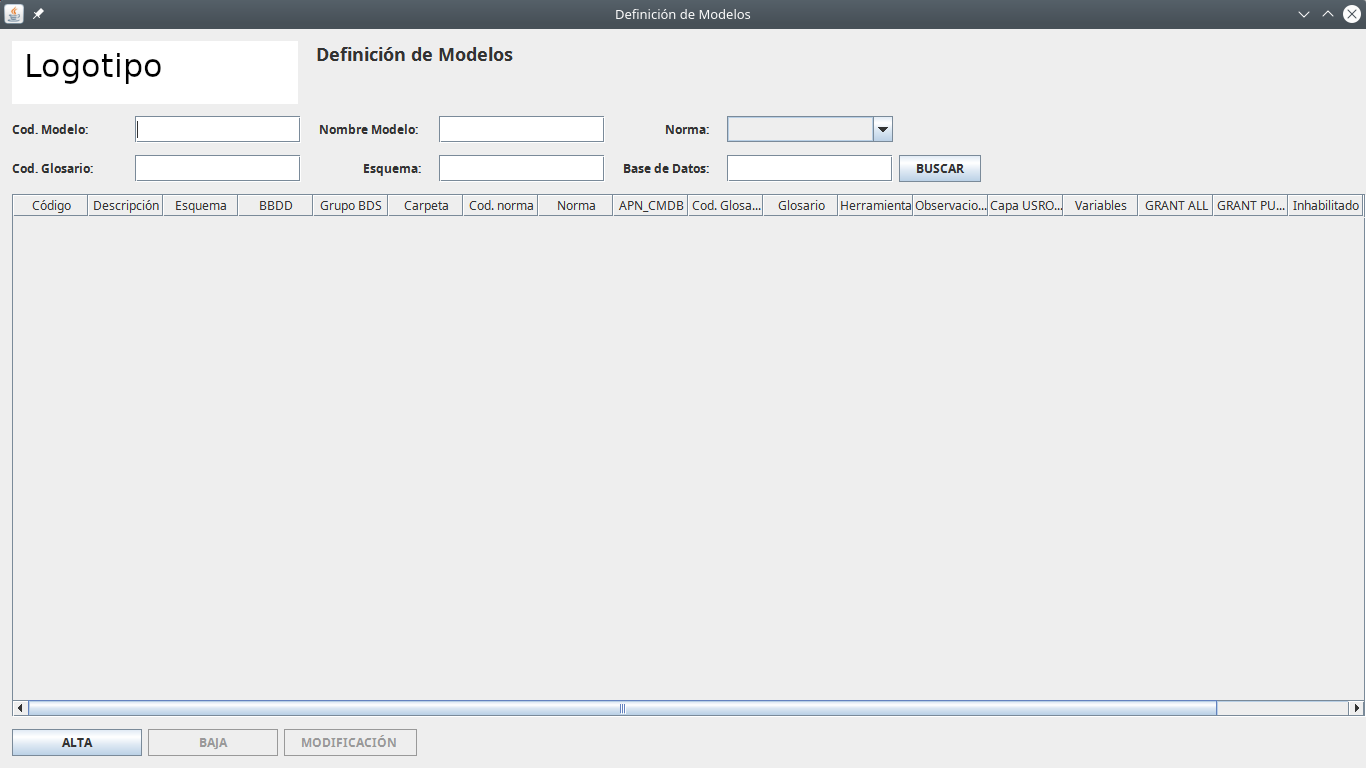 Definición de Modelos
Logotipo
Definición de Modelos
Cod. Modelo: Nombre Modelo: Norma:
Cod. Glosario: Esquema: Base de Datos: BUSCAR
Código Descripción Esquema BBDD Grupo BDS Carpeta Cod. norma Norma APN_CMDB Cod. Glosa... Glosario Herramienta Observacio... Capa USRO... Variables GRANT ALL GRANT PU... Inhabilitado
ALTA BAJA MODIFICACIÓN